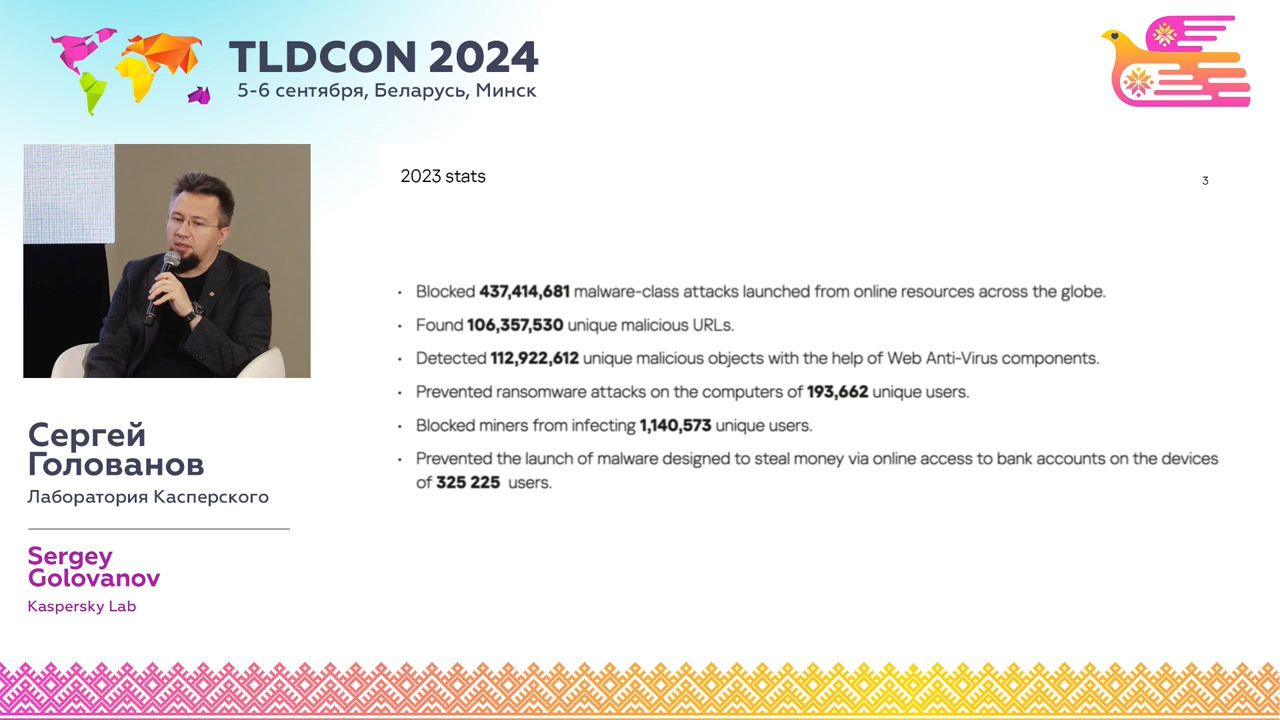 TLDCON 2024
5-6 сентября, Беларусь, Минск
2023 stats
3
• Blocked 437,414,681 malware-class attacks launched from online resources across the globe.
• Found 106,357,530 unique malicious URLs.
• Detected 112,922,612 unique malicious objects with the help of Web Anti-Virus components.
• Prevented ransomware attacks on the computers of 193,662 unique users.
• Blocked miners from infecting 1,140,573 unique users.
• Prevented the launch of malware designed to steal money via online access to bank accounts on the devices
of 325 225 users.
Сергей
Голованов
Лаборатория Касперского
Sergey
Golovanov
Kaspersky Lab